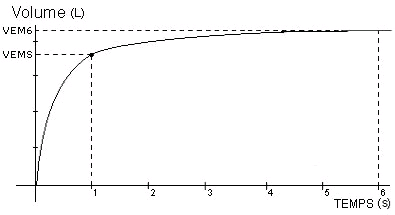 Volume (L)
VEM6
VEMS
1 2 3 4 5 6
TEMPS (s)